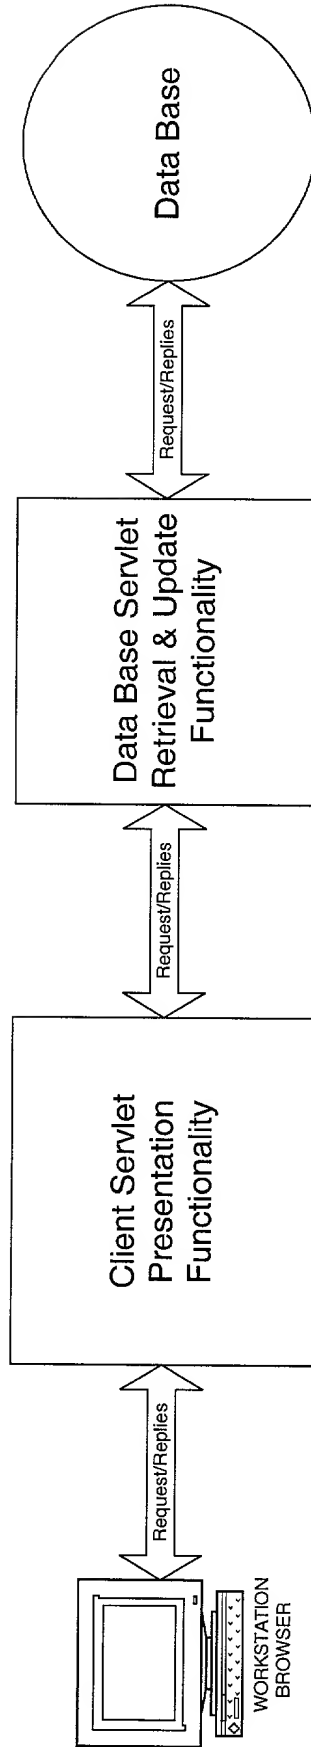 WORKSTATION
BROWSER
Request/Replies
Client Servlet
Presentation
Functionality
Request/Replies
Data Base Servlet
Retrieval & Update
Functionality
Request/Replies
Data Base